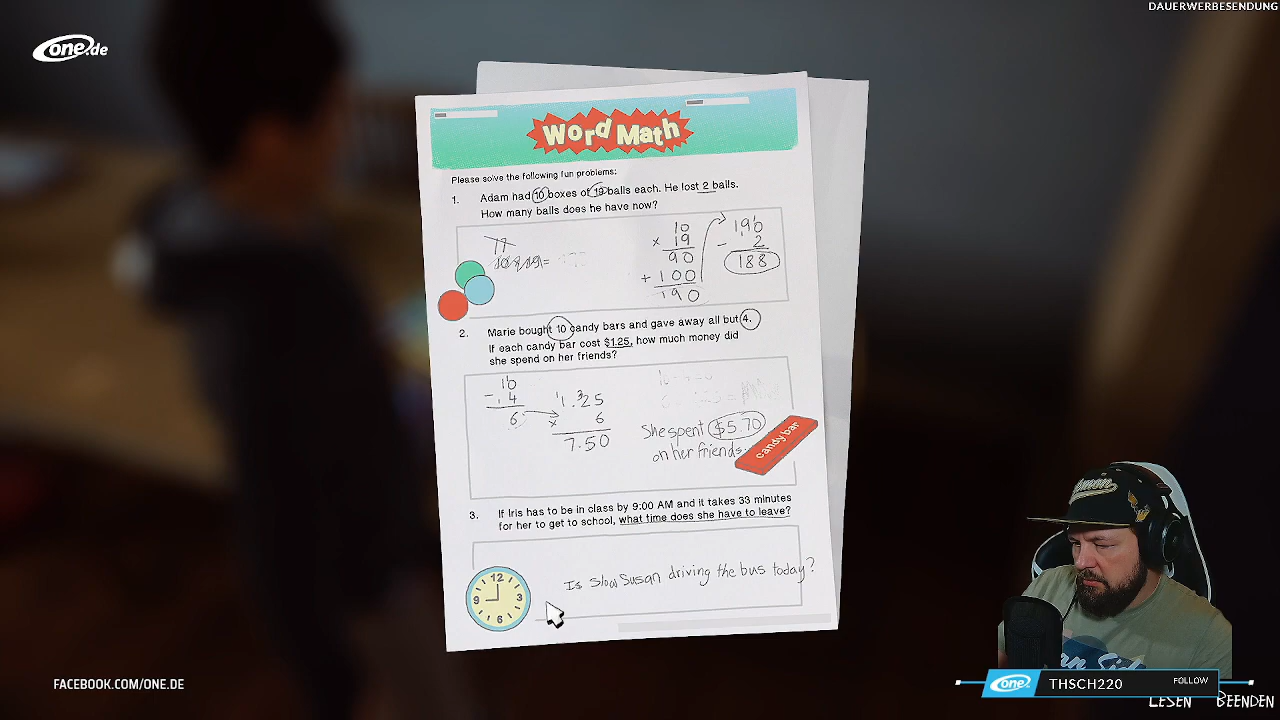 DAUERWERBESENDUNG
one.de
Word Math
Please solve the following fun problems:
1. Adam had 10 boxes of 19 balls each. He lost 2 balls.
How many balls does he have now?
10
x 19
90
+ 100
190
190
- 2
188
2. Marie bought 10 candy bars and gave away all but 4.
If each candy bar cost $1.25, how much money did
she spend on her friends?
10
- 4
6
1.25
x 6
7.50
She spent $5.70
on her friends.
candy bar
3. If Iris has to be in class by 9:00 AM and it takes 33 minutes
for her to get to school, what time does she have to leave?
12
9 3
6
Is Slow Susan driving the bus today?
FACEBOOK.COM/ONE.DE
one. THSCH220 FOLLOW
LESEN BEENDEN